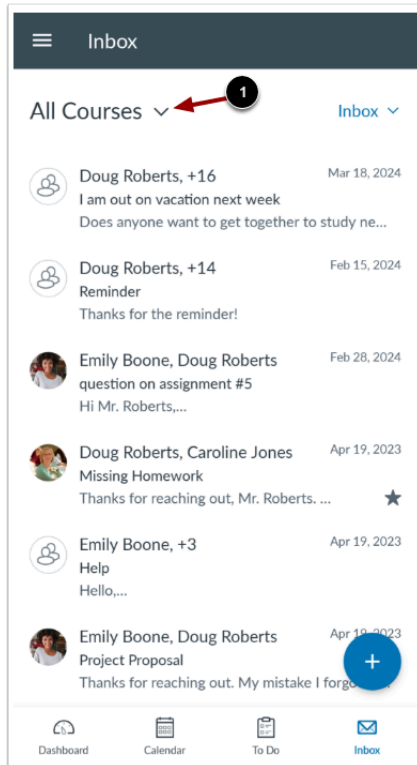 Inbox
1
All Courses
Inbox
Doug Roberts, +16 Mar 18, 2024
I am out on vacation next week
Does anyone want to get together to study ne...
Doug Roberts, +14 Feb 15, 2024
Reminder
Thanks for the reminder!
Emily Boone, Doug Roberts Feb 28, 2024
question on assignment #5
Hi Mr. Roberts,...
Doug Roberts, Caroline Jones Apr 19, 2023
Missing Homework
Thanks for reaching out, Mr. Roberts. ...
Emily Boone, +3 Apr 19, 2023
Help
Hello,...
Emily Boone, Doug Roberts Apr 19, 2023
Project Proposal
Thanks for reaching out. My mistake I
Dashboard Calendar To Do Inbox